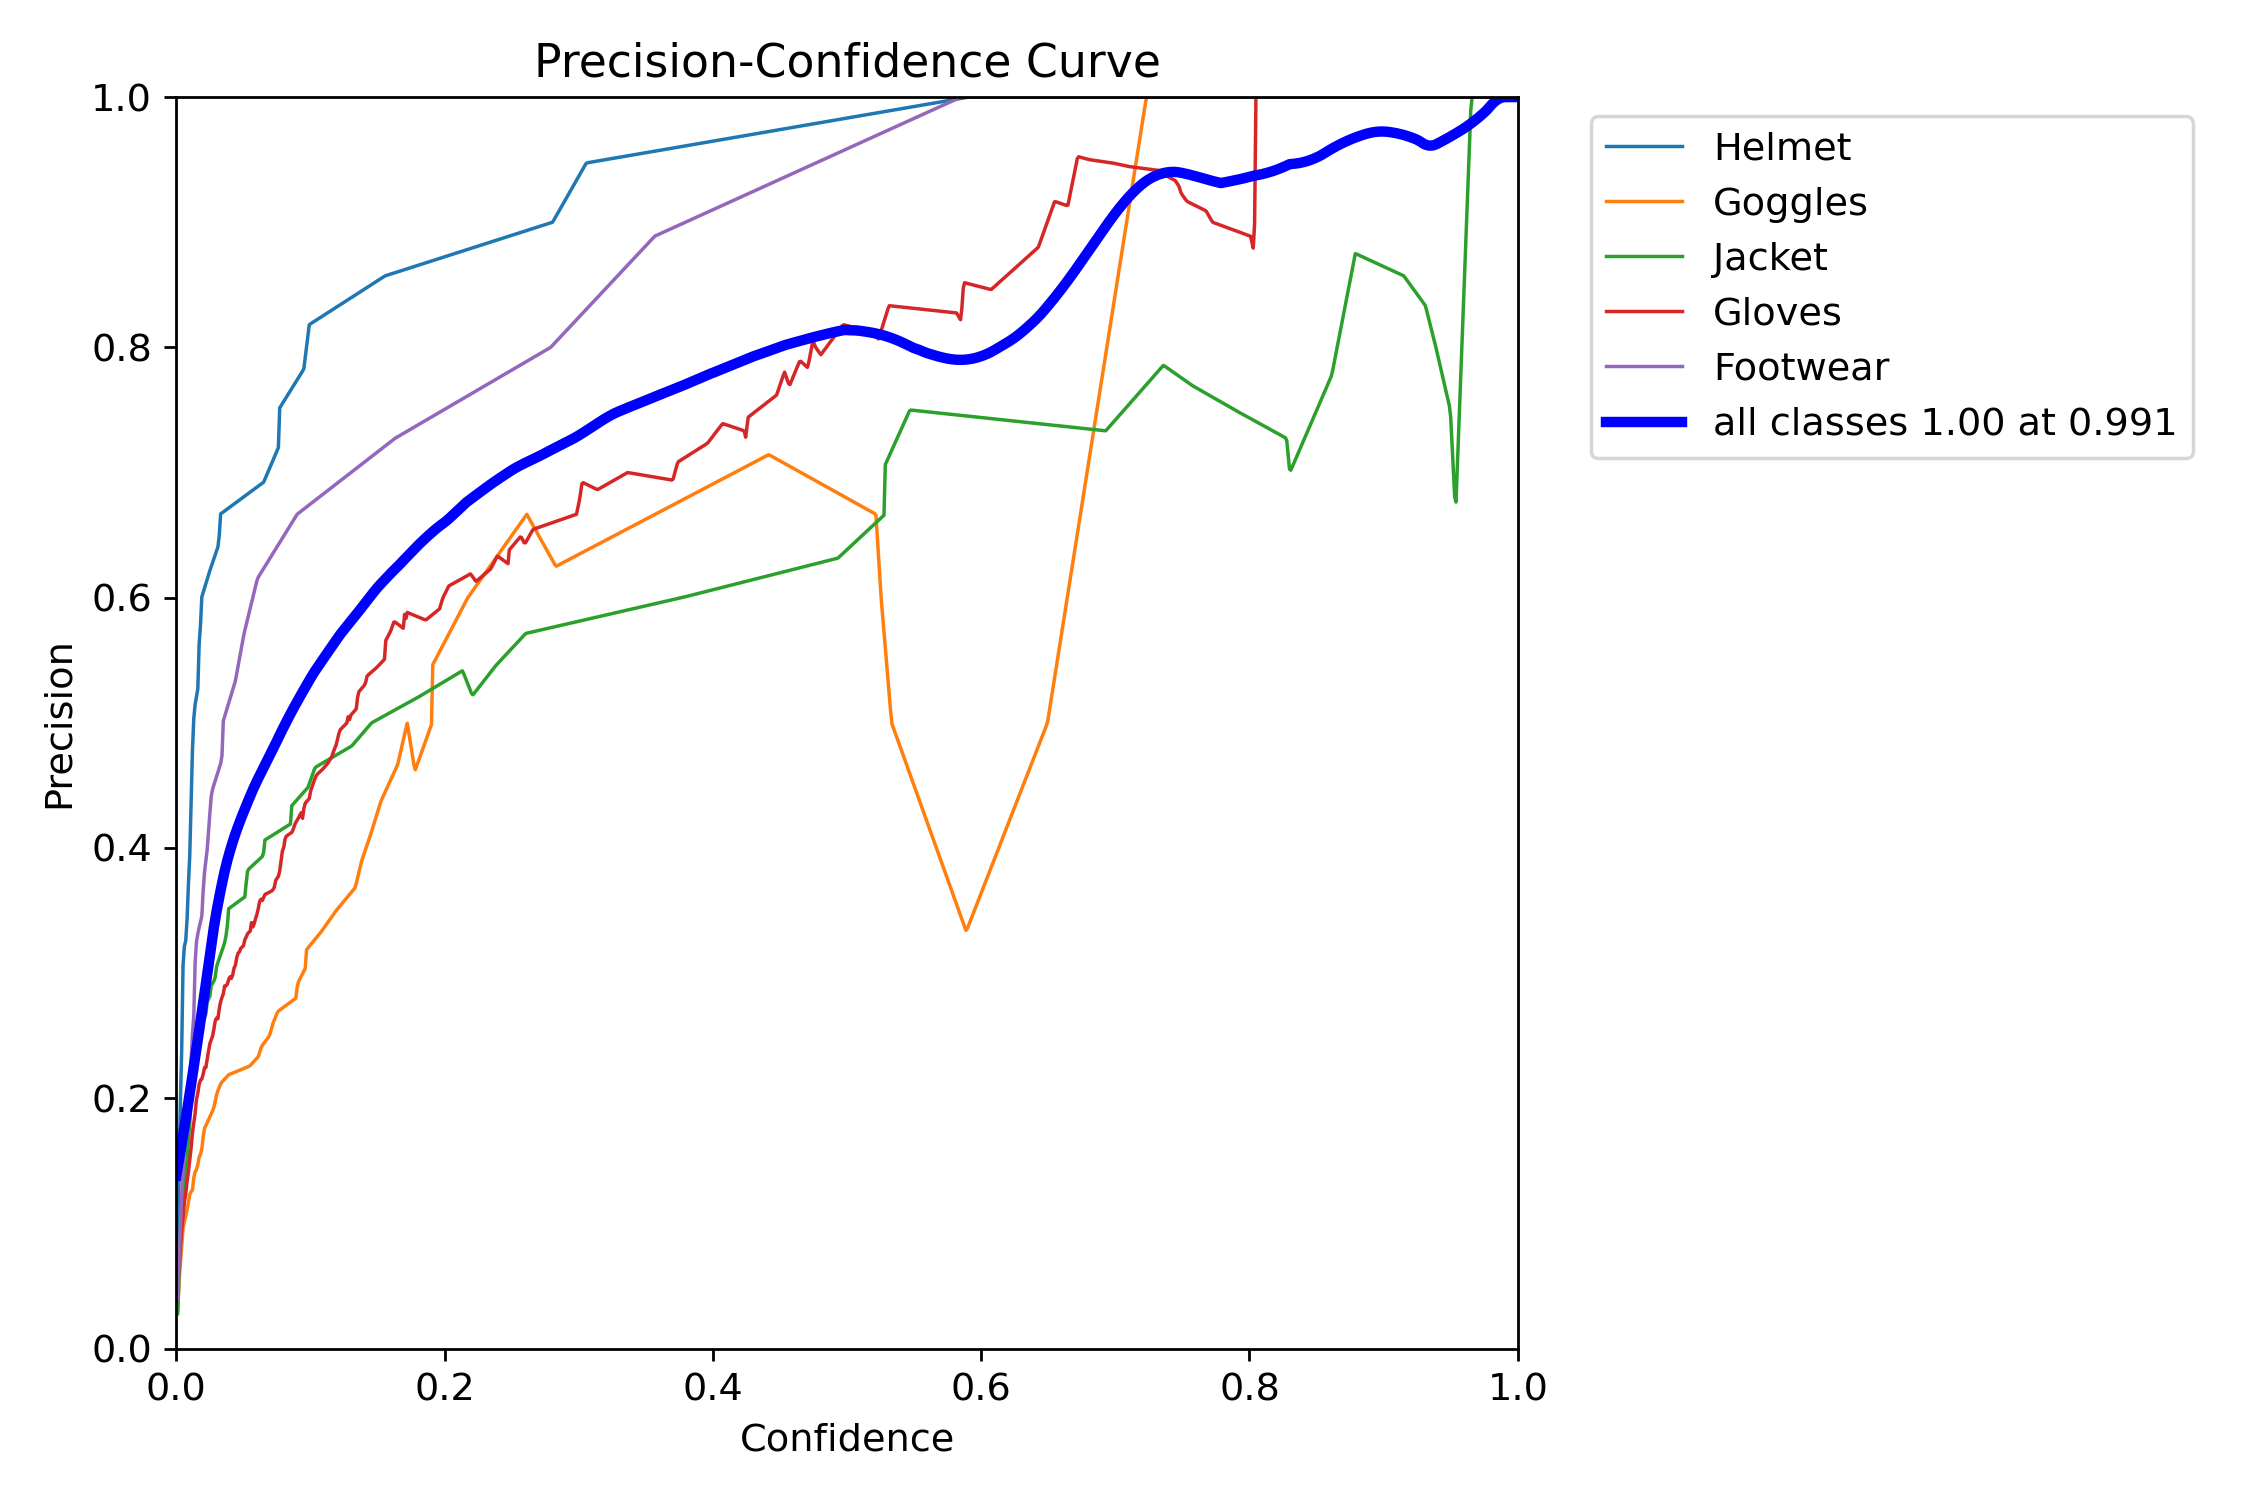 Precision-Confidence Curve
1.0
0.8
0.6
0.4
0.2
0.0
Precision
0.0 0.2 0.4 0.6 0.8 1.0
Confidence
Helmet
Goggles
Jacket
Gloves
Footwear
all classes 1.00 at 0.991